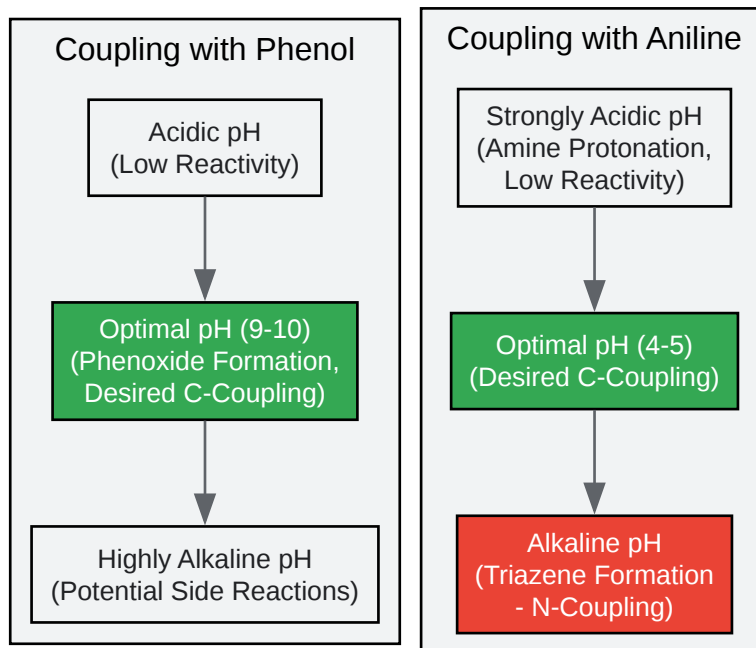 Coupling with Phenol
Acidic pH
(Low Reactivity)
Optimal pH (9-10)
(Phenoxide Formation,
Desired C-Coupling)
Highly Alkaline pH
(Potential Side Reactions)
Coupling with Aniline
Strongly Acidic pH
(Amine Protonation,
Low Reactivity)
Optimal pH (4-5)
(Desired C-Coupling)
Alkaline pH
(Triazene Formation
- N-Coupling)